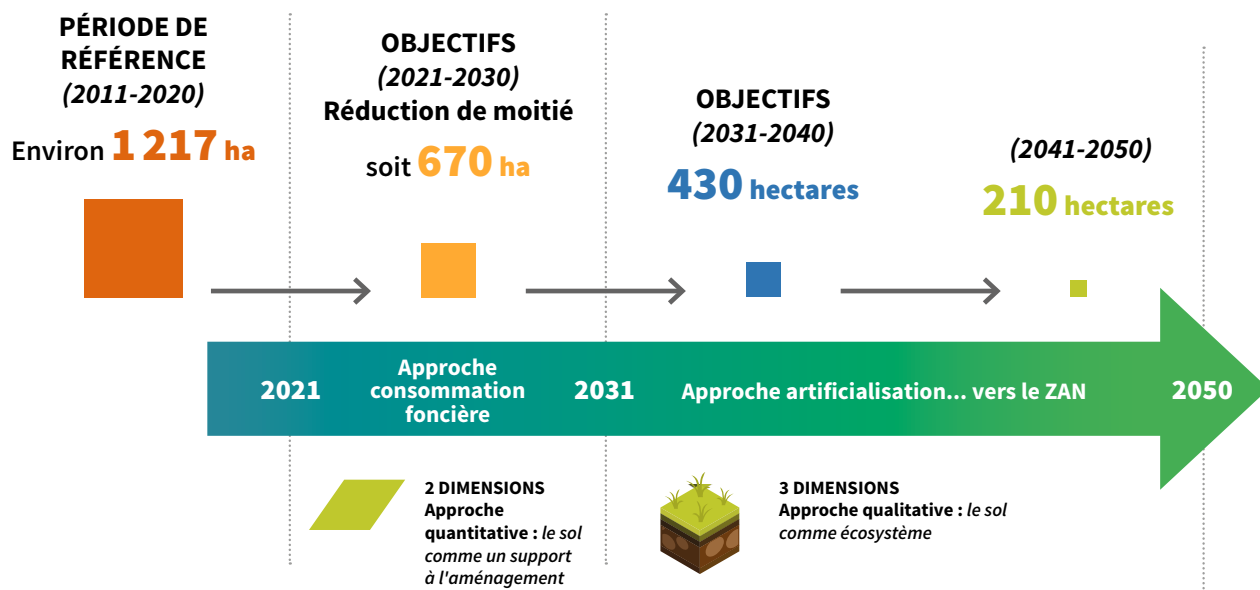 PÉRIODE DE
RÉFÉRENCE
(2011-2020)
Environ 1 217 ha
OBJECTIFS
(2021-2030)
Réduction de moitié
soit 670 ha
OBJECTIFS
(2031-2040)
430 hectares
(2041-2050)
210 hectares
2021
Approche
consommation
foncière
2031
Approche artificialisation... vers le ZAN
2050
2 DIMENSIONS
Approche
quantitative : le sol
comme un support
à l'aménagement
3 DIMENSIONS
Approche qualitative : le sol
comme écosystème